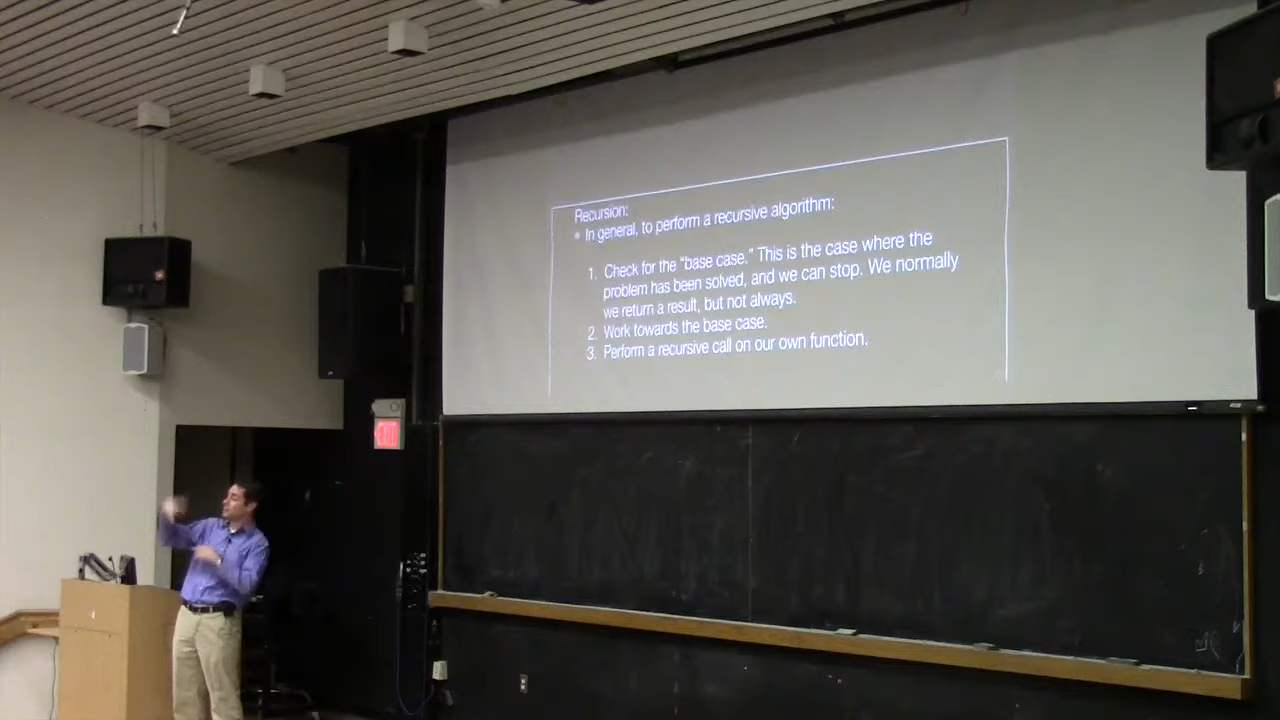 Recursion:
• In general, to perform a recursive algorithm:
1. Check for the “base case.” This is the case where the
problem has been solved, and we can stop. We normally
we return a result, but not always.
2. Work towards the base case.
3. Perform a recursive call on our own function.
EXIT